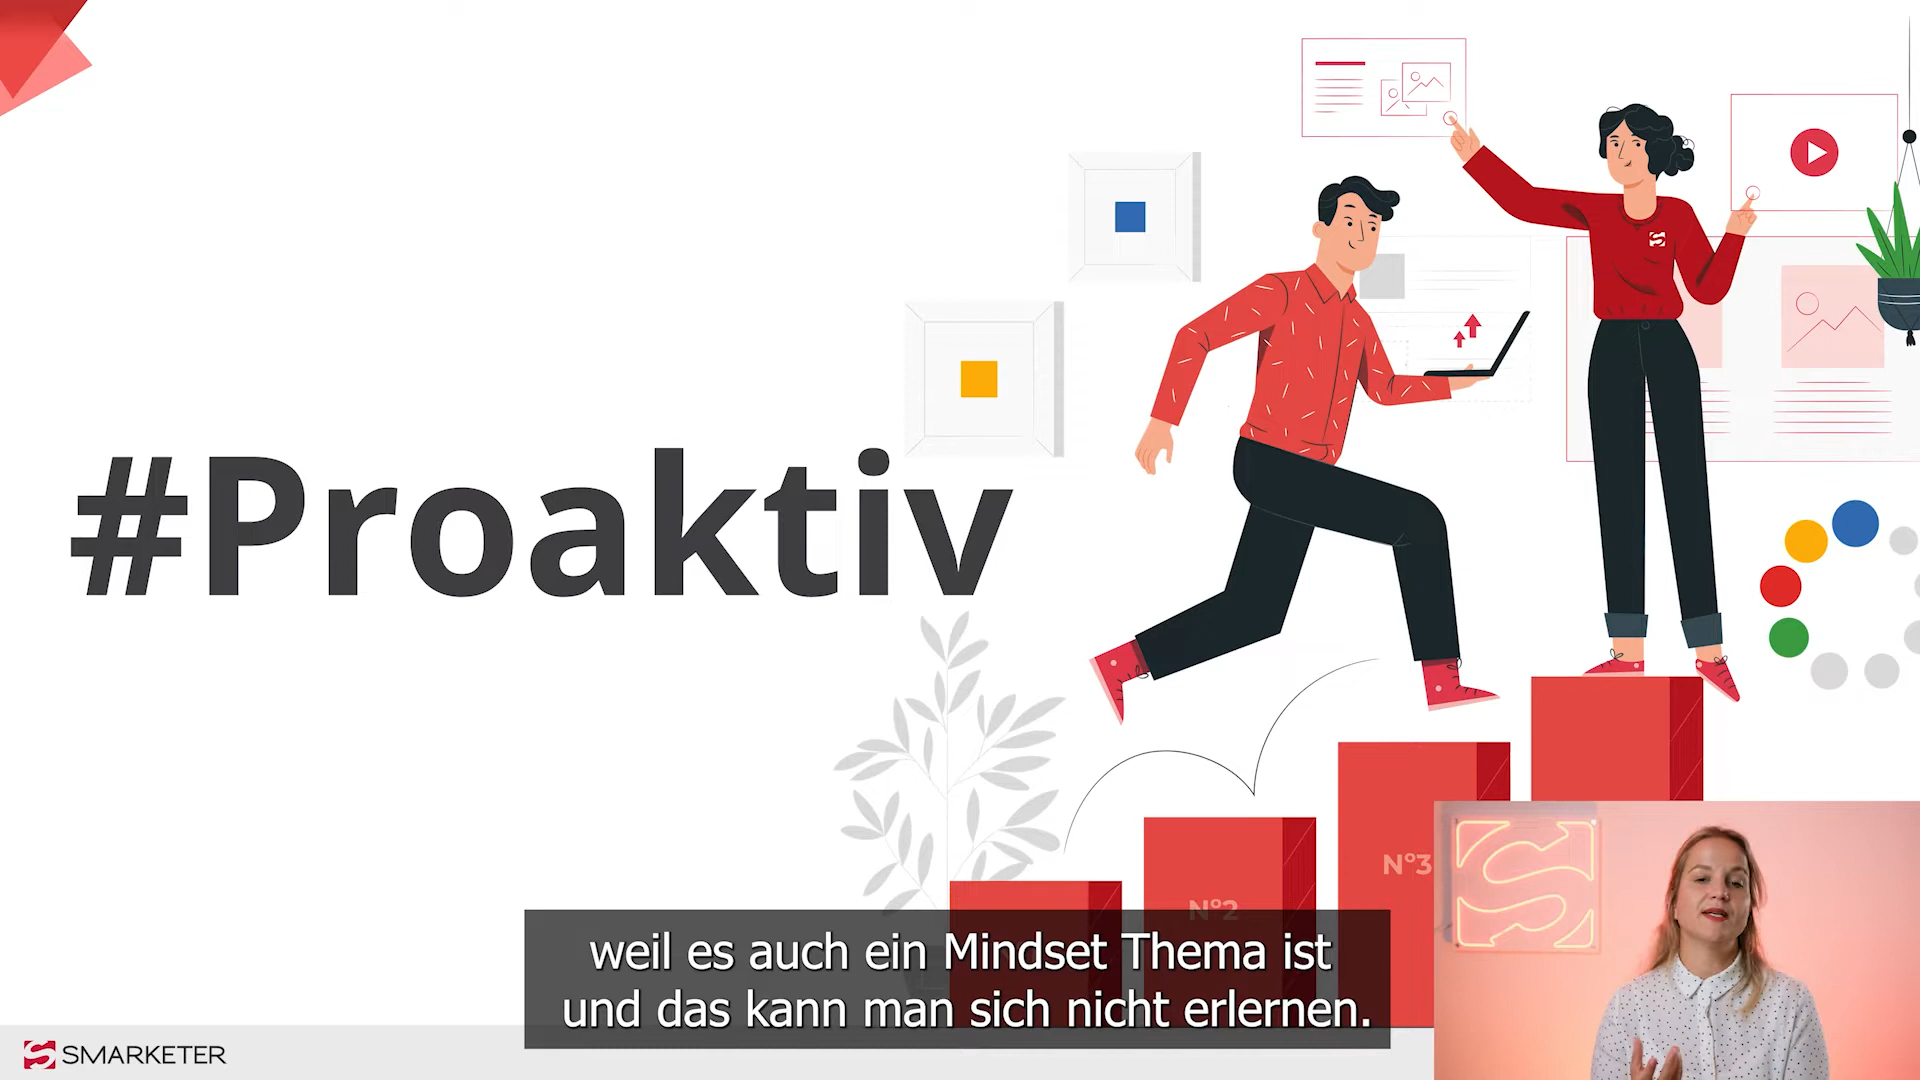 #Proaktiv
N°3
N°2
weil es auch ein Mindset Thema ist
und das kann man sich nicht erlernen.
SMARKETER